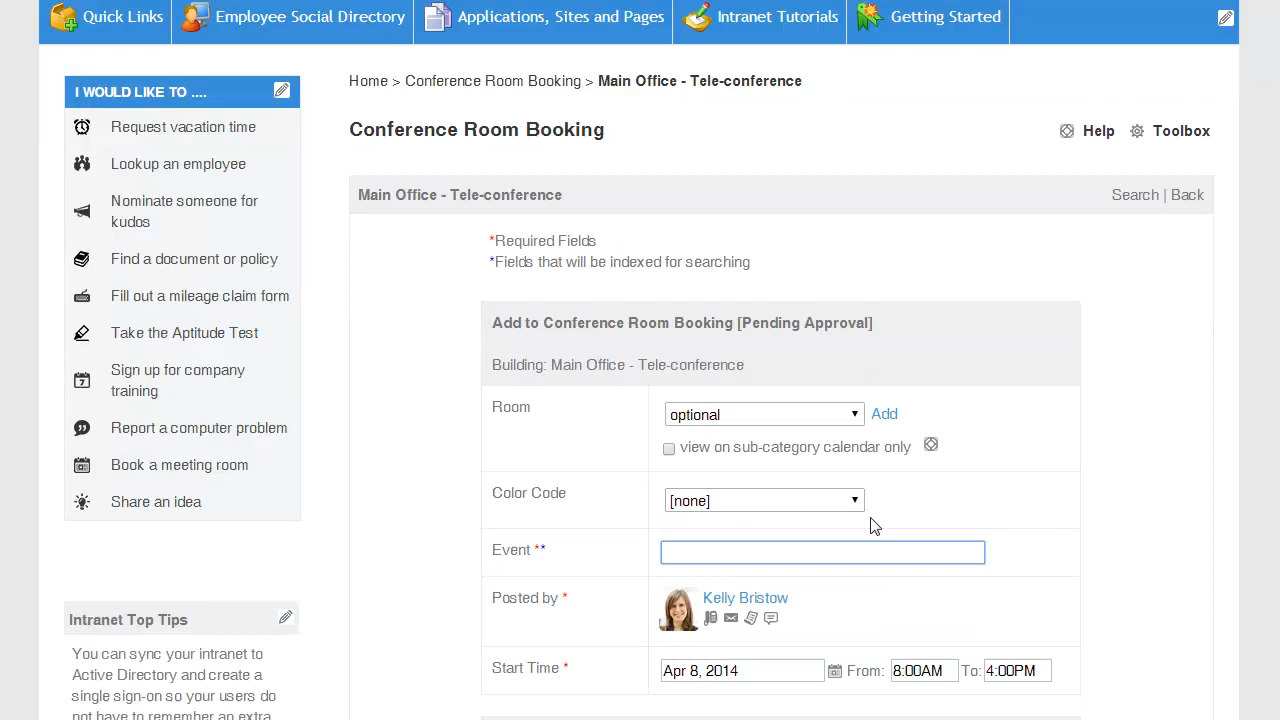 Quick Links Employee Social Directory Applications, Sites and Pages Intranet Tutorials Getting Started
I WOULD LIKE TO ....
Request vacation time
Lookup an employee
Nominate someone for
kudos
Find a document or policy
Fill out a mileage claim form
Take the Aptitude Test
Sign up for company
training
Report a computer problem
Book a meeting room
Share an idea
Intranet Top Tips
You can sync your intranet to
Active Directory and create a
single sign-on so your users do
not have to remember an extra
Home > Conference Room Booking > Main Office - Tele-conference
Conference Room Booking
Help Toolbox
Main Office - Tele-conference Search | Back
*Required Fields
*Fields that will be indexed for searching
Add to Conference Room Booking [Pending Approval]
Building: Main Office - Tele-conference
Room optional Add
view on sub-category calendar only
Color Code [none]
Event **
Posted by * Kelly Bristow
Start Time * Apr 8, 2014 From: 8:00AM To: 4:00PM